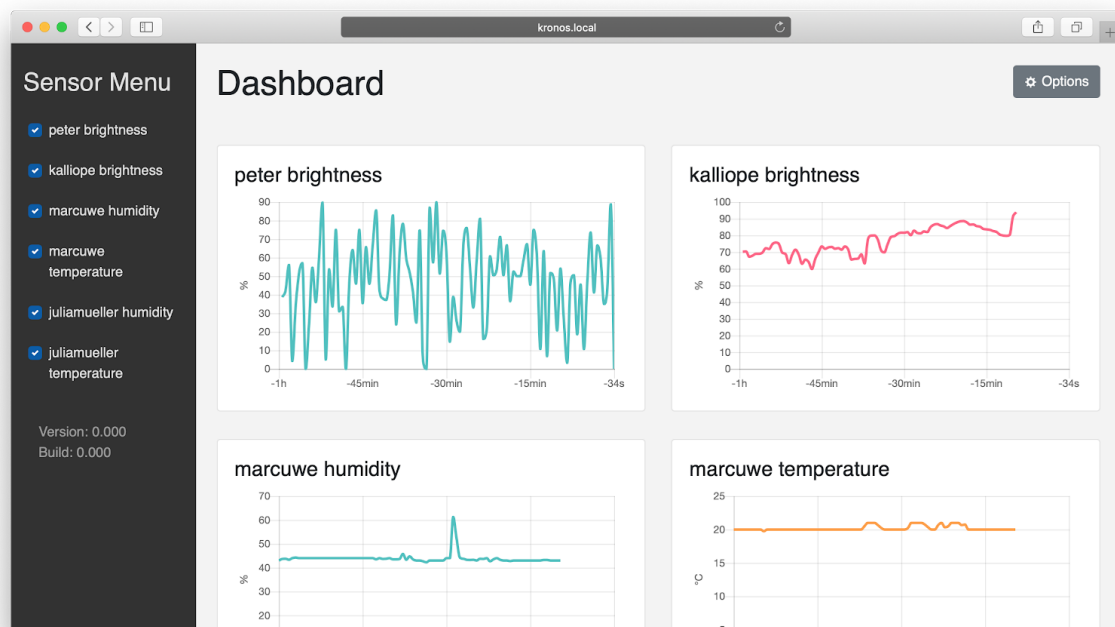 kronos.local
Sensor Menu
peter brightness
kalliope brightness
marcuwe humidity
marcuwe
temperature
juliamueller humidity
juliamueller
temperature
Version: 0.000
Build: 0.000
Dashboard
Options
peter brightness
90
80
70
60
50
40
30
20
10
0
%
-1h
-45min
-30min
-15min
-34s
kalliope brightness
100
90
80
70
60
50
40
30
20
10
0
%
-1h
-45min
-30min
-15min
-34s
marcuwe humidity
70
60
50
40
30
20
%
marcuwe temperature
25
20
15
10
°C